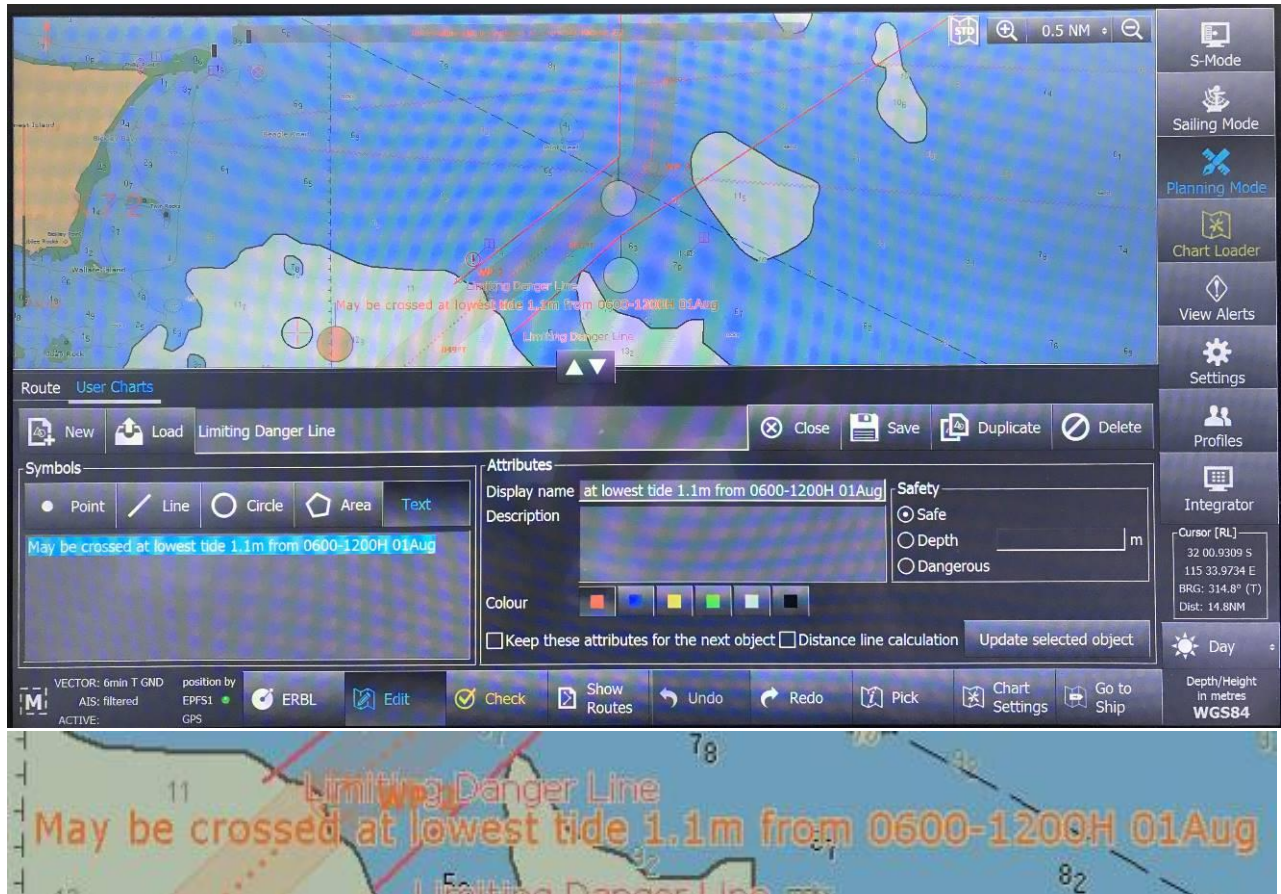 STD
0.5 NM
S-Mode
Sailing Mode
Planning Mode
Chart Loader
View Alerts
Settings
Profiles
Integrator
Limiting Danger Line
May be crossed at lowest tide 1.1m from 0600-1200H 01Aug
Limiting Danger Line
Route User Charts
New Load Limiting Danger Line Close Save Duplicate Delete
Symbols
Point Line Circle Area Text
May be crossed at lowest tide 1.1m from 0600-1200H 01Aug
Attributes
Display name at lowest tide 1.1m from 0600-1200H 01Aug
Description
Safety
Safe
Depth m
Dangerous
Colour
Keep these attributes for the next object Distance line calculation Update selected object
Cursor [RL]
32 00.9309 S
115 33.9734 E
BRG: 314.8° (T)
Dist: 14.8NM
Day
VECTOR: 6min T GND
AIS: filtered
ACTIVE:
position by
EPFS1
GPS
M
ERBL Edit Check Show Routes Undo Redo Pick Chart Settings Go to Ship
Depth/Height
in metres
WGS84
7₈
11
Limiting Danger Line
May be crossed at lowest tide 1.1m from 0600-1200H 01Aug
8₂
Limiting Danger Line